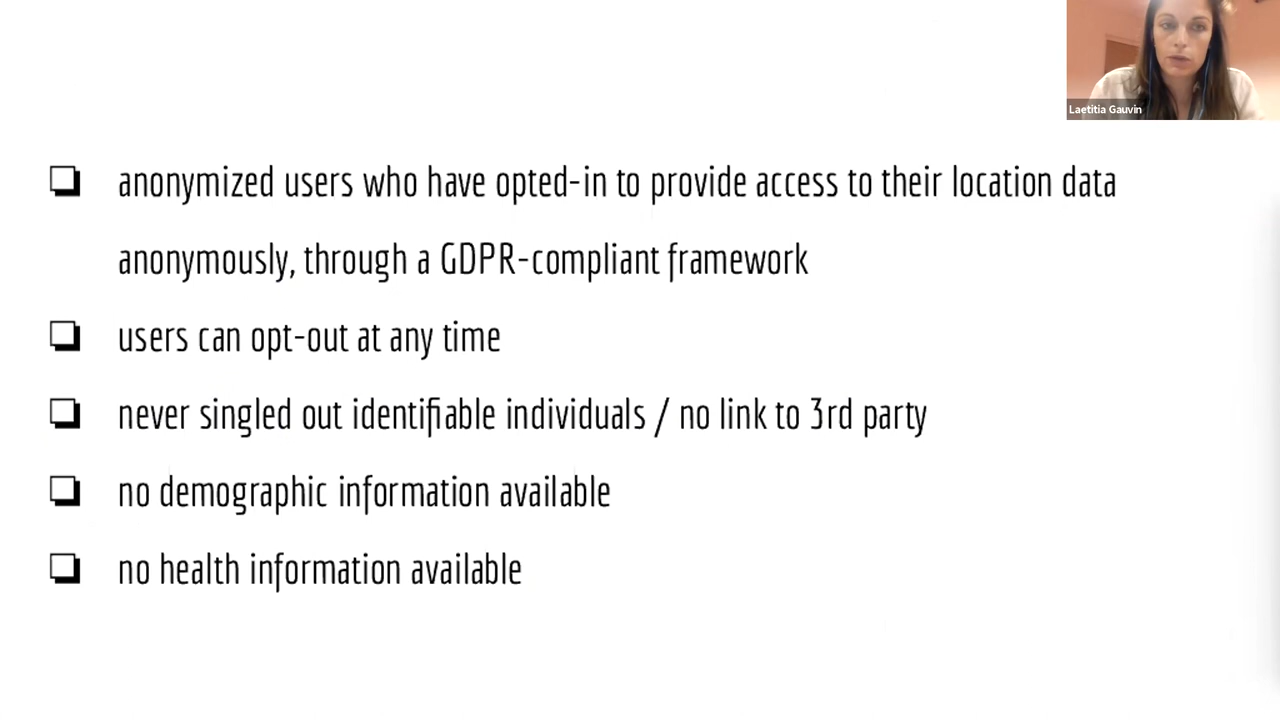 Laetitia Gauvin
anonymized users who have opted-in to provide access to their location data
anonymously, through a GDPR-compliant framework
users can opt-out at any time
never singled out identifiable individuals / no link to 3rd party
no demographic information available
no health information available